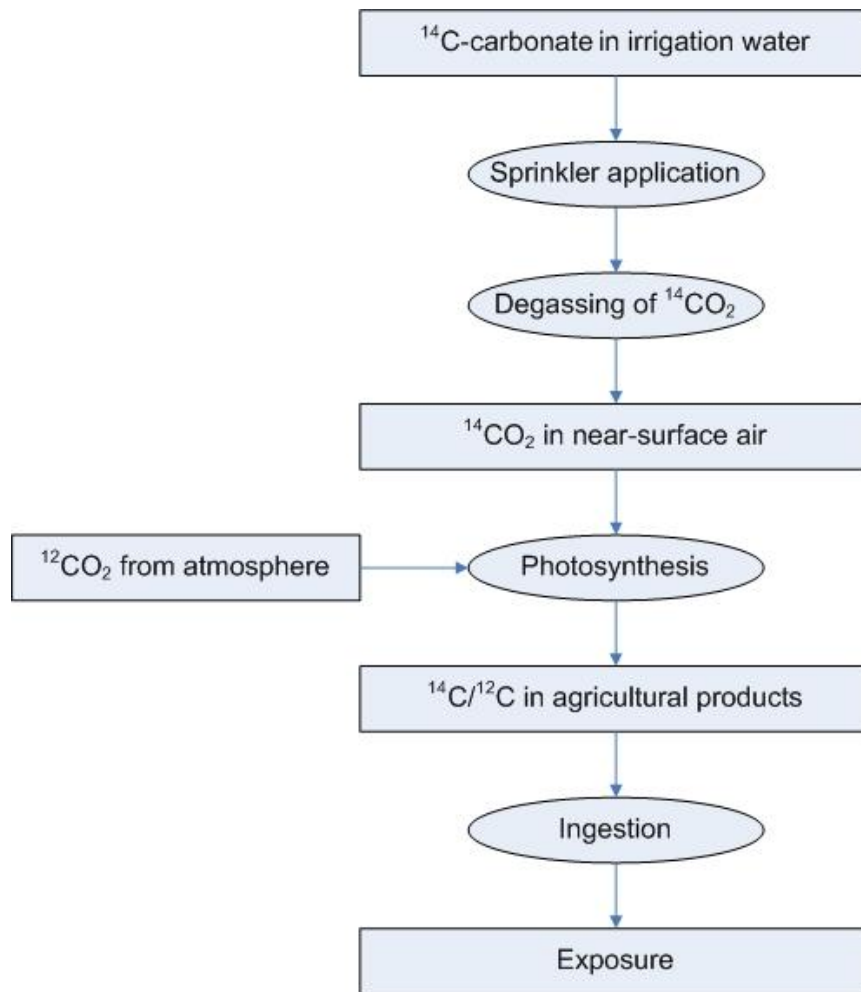 ¹⁴C-carbonate in irrigation water
Sprinkler application
Degassing of ¹⁴CO₂
¹⁴CO₂ in near-surface air
¹²CO₂ from atmosphere
Photosynthesis
¹⁴C/¹²C in agricultural products
Ingestion
Exposure